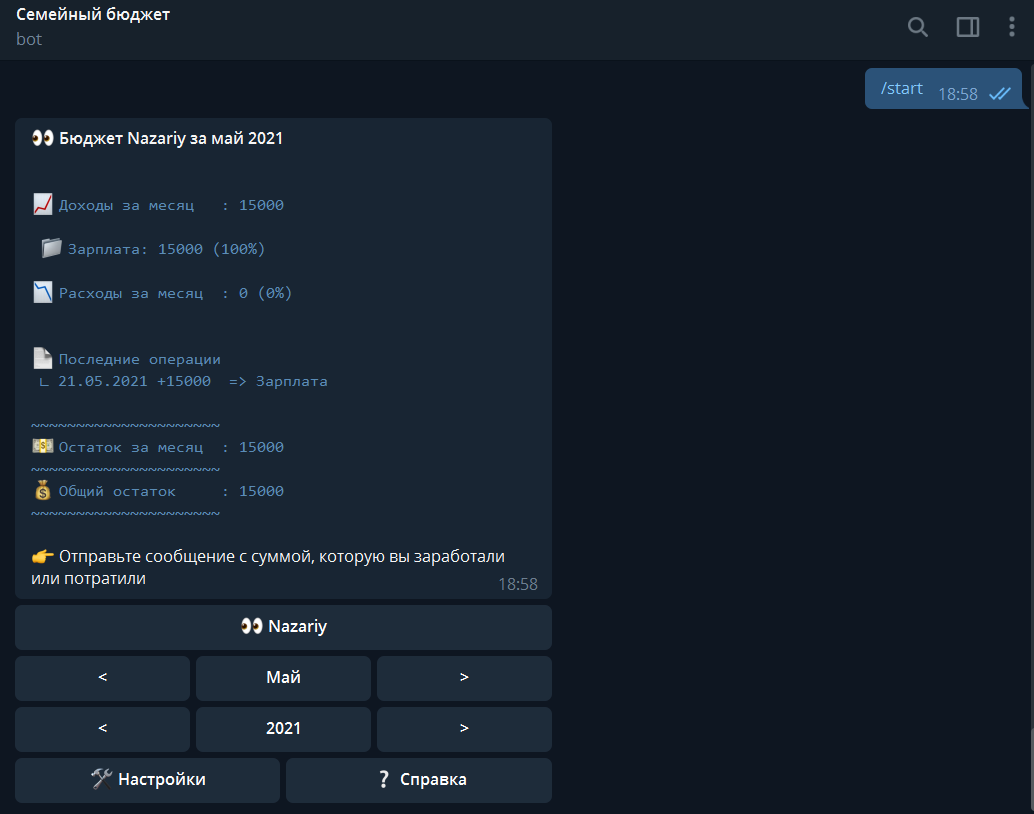 Семейный бюджет
bot
/start 18:58
👀 Бюджет Nazariy за май 2021
📈 Доходы за месяц : 15000
📁 Зарплата: 15000 (100%)
📉 Расходы за месяц : 0 (0%)
📄 Последние операции
∟ 21.05.2021 +15000 => Зарплата
~~~~~~~~~~~~~~~~~~~~~
💵 Остаток за месяц : 15000
~~~~~~~~~~~~~~~~~~~~~
💰 Общий остаток : 15000
~~~~~~~~~~~~~~~~~~~~~
👉 Отправьте сообщение с суммой, которую вы заработали
или потратили
18:58
👀 Nazariy
< Май >
< 2021 >
🛠 Настройки ❔ Справка